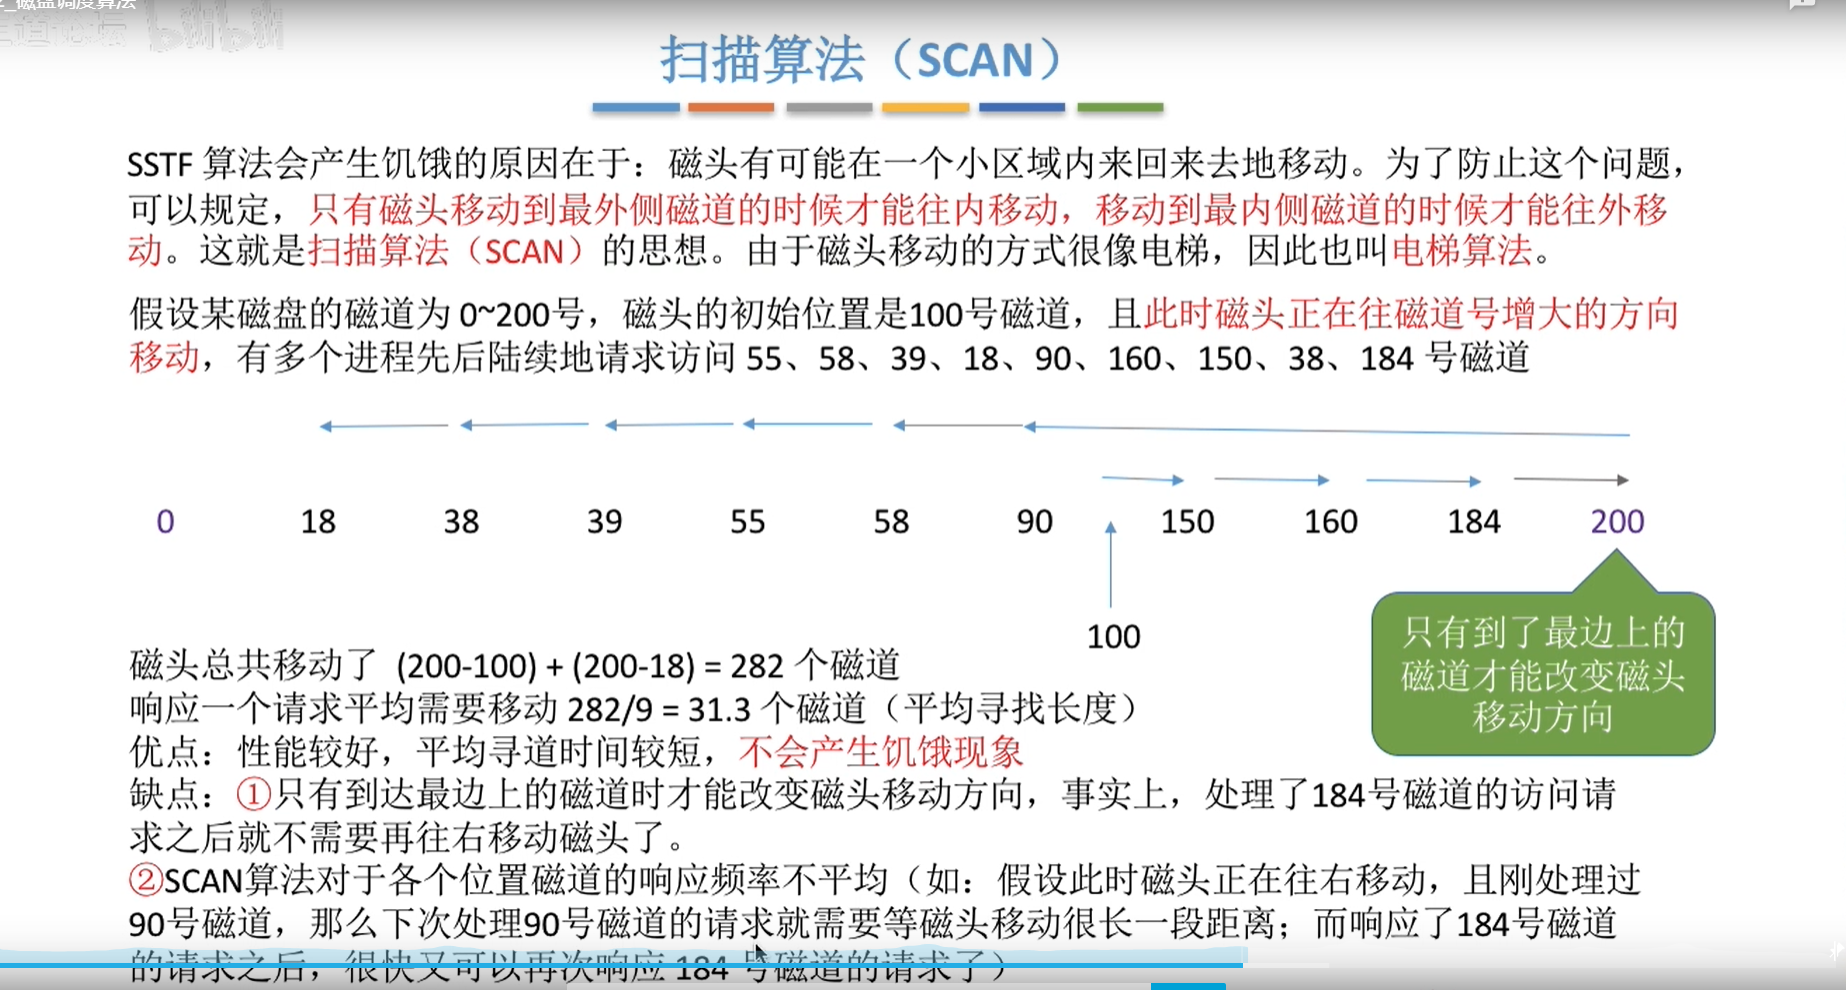 _磁盘调度算法
bilibili
扫描算法（SCAN）
SSTF 算法会产生饥饿的原因在于：磁头有可能在一个小区域内来回来去地移动。为了防止这个问题，
可以规定，只有磁头移动到最外侧磁道的时候才能往内移动，移动到最内侧磁道的时候才能往外移
动。这就是扫描算法（SCAN）的思想。由于磁头移动的方式很像电梯，因此也叫电梯算法。
假设某磁盘的磁道为 0~200号，磁头的初始位置是100号磁道，且此时磁头正在往磁道号增大的方向
移动，有多个进程先后陆续地请求访问 55、58、39、18、90、160、150、38、184 号磁道
0 18 38 39 55 58 90 150 160 184 200
100
只有到了最边上的
磁道才能改变磁头
移动方向
磁头总共移动了 (200-100) + (200-18) = 282 个磁道
响应一个请求平均需要移动 282/9 = 31.3 个磁道（平均寻找长度）
优点：性能较好，平均寻道时间较短，不会产生饥饿现象
缺点：①只有到达最边上的磁道时才能改变磁头移动方向，事实上，处理了184号磁道的访问请
求之后就不需要再往右移动磁头了。
②SCAN算法对于各个位置磁道的响应频率不平均（如：假设此时磁头正在往右移动，且刚处理过
90号磁道，那么下次处理90号磁道的请求就需要等磁头移动很长一段距离；而响应了184号磁道
的请求之后，很快又可以再次响应 184 号磁道的请求了）